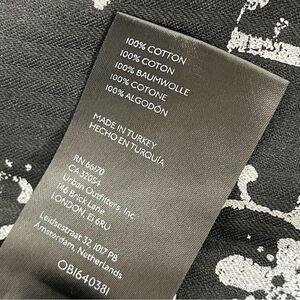 100% COTTON
100% COTON
100% BAUMWOLLE
100% COTONE
100% ALGODÓN
MADE IN TURKEY
HECHO EN TURQUÍA
RN 66170
CA 32054
Urban Outfitters, Inc.
146 Brick Lane
LONDON, E1 6RU
Leidsestraat 32, 1017 PB
Amsterdam, Netherlands
OB1640381